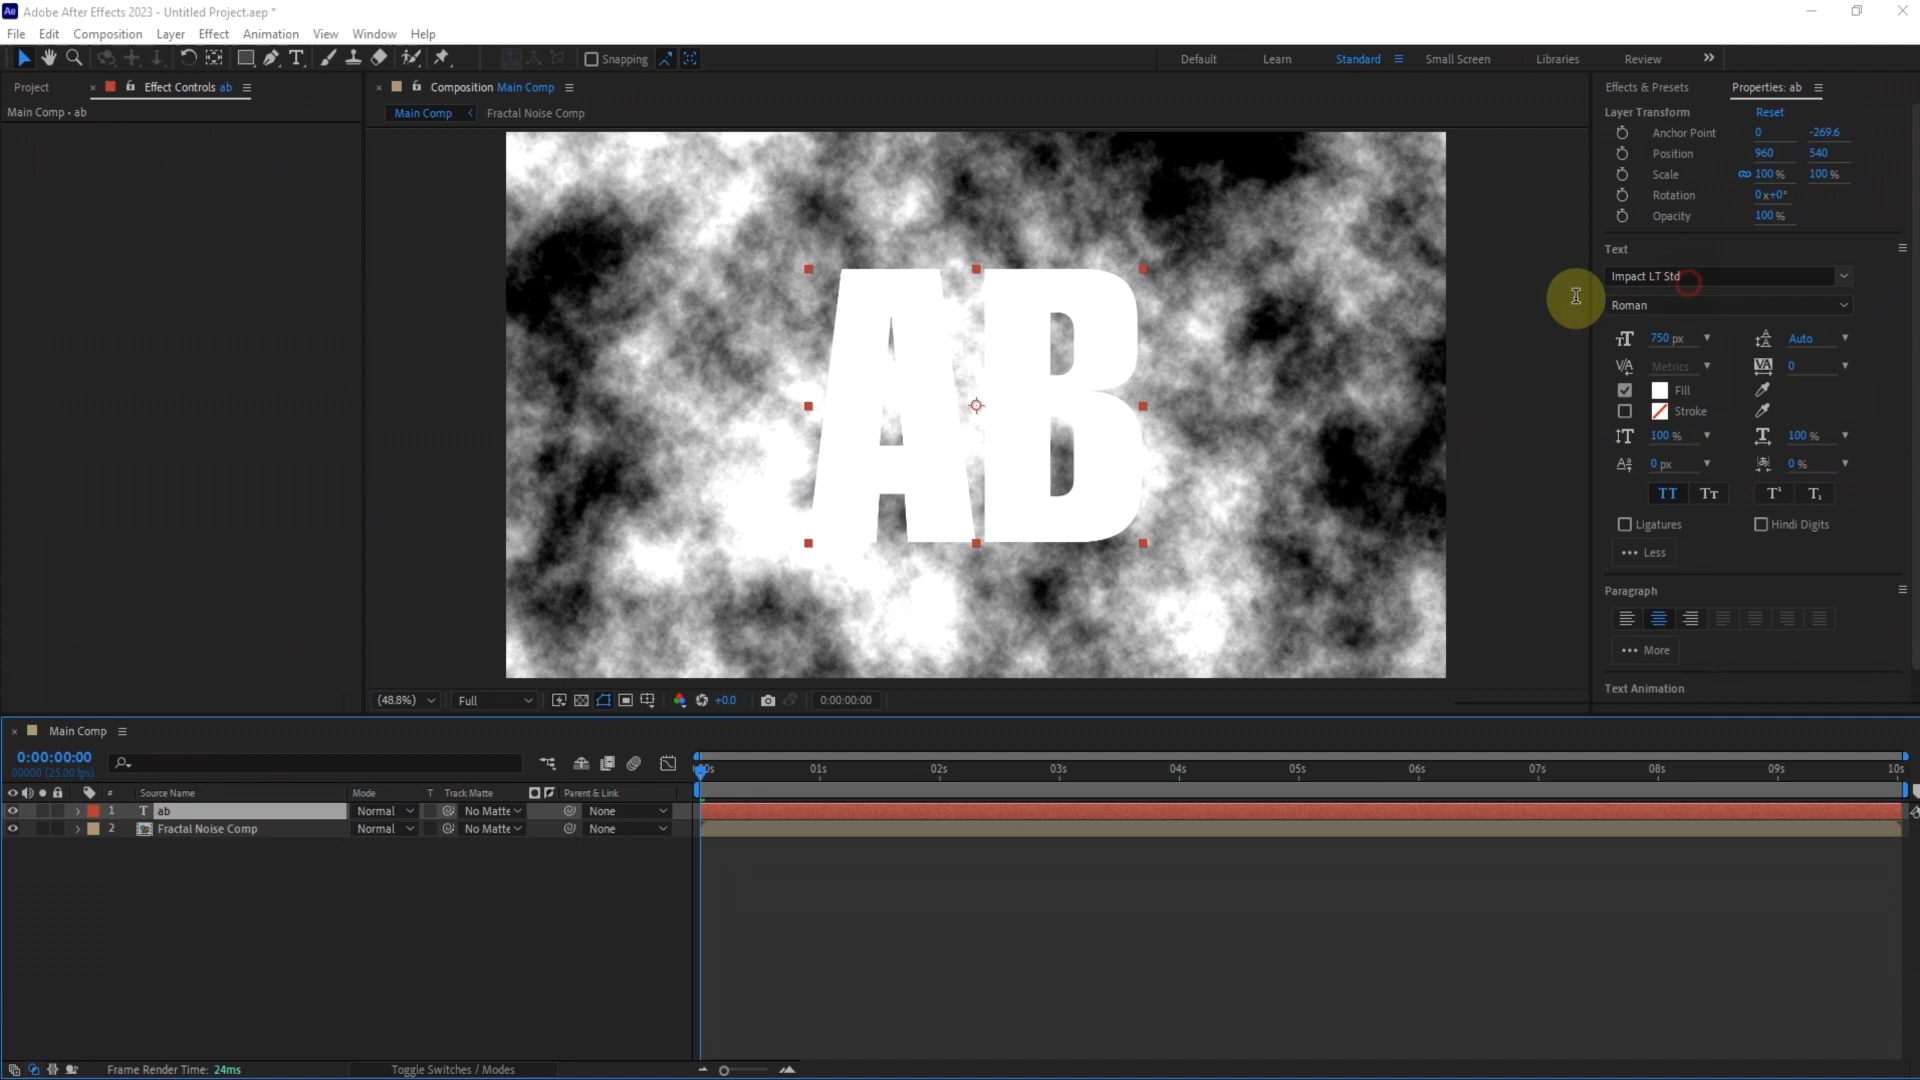 Ae Adobe After Effects 2023 - Untitled Project.aep *
File Edit Composition Layer Effect Animation View Window Help
Snapping Default Learn Standard Small Screen Libraries Review
Project Effect Controls ab
Composition Main Comp
Effects & Presets Properties: ab
Main Comp • ab
Main Comp Fractal Noise Comp
Layer Transform Reset
Anchor Point 0 -269.6
Position 960 540
Scale 100 % 100 %
Rotation 0x+0°
Opacity 100 %
Text
Impact LT Std
Roman
750 px Auto
Metrics 0
Fill
Stroke
100 % 100 %
0 px 0 %
TT Tт T¹ T₁
Ligatures Hindi Digits
Less
Paragraph
More
Text Animation
AB
(48.8%) Full +0.0 0:00:00:00
Main Comp
0:00:00:00
00000 (25.00 fps)
01s 02s 03s 04s 05s 06s 07s 08s 09s 10s
# Source Name Mode T Track Matte Parent & Link
1 T ab Normal No Matte None
2 Fractal Noise Comp Normal No Matte None
Frame Render Time: 24ms Toggle Switches / Modes